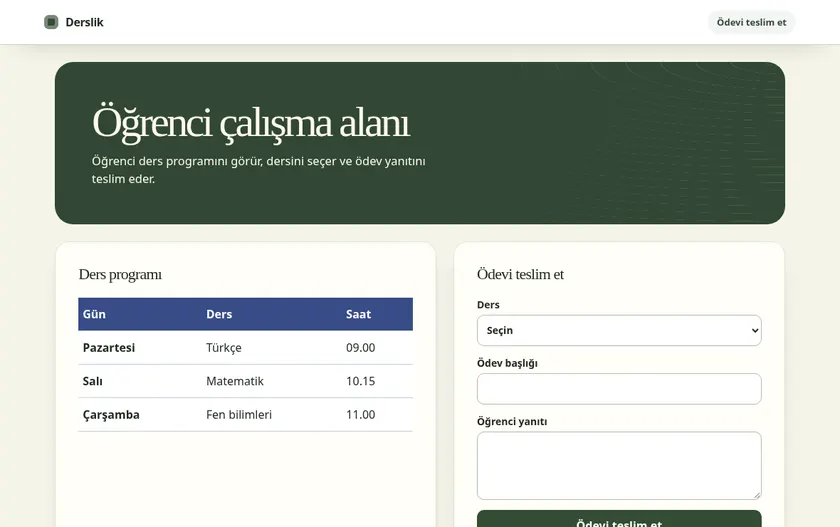 Derslik
Ödevi teslim et
Öğrenci çalışma alanı
Öğrenci ders programını görür, dersini seçer ve ödev yanıtını
teslim eder.
Ders programı
Gün Ders Saat
Pazartesi Türkçe 09.00
Salı Matematik 10.15
Çarşamba Fen bilimleri 11.00
Ödevi teslim et
Ders
Seçin
Ödev başlığı
Öğrenci yanıtı
Ödevi teslim et